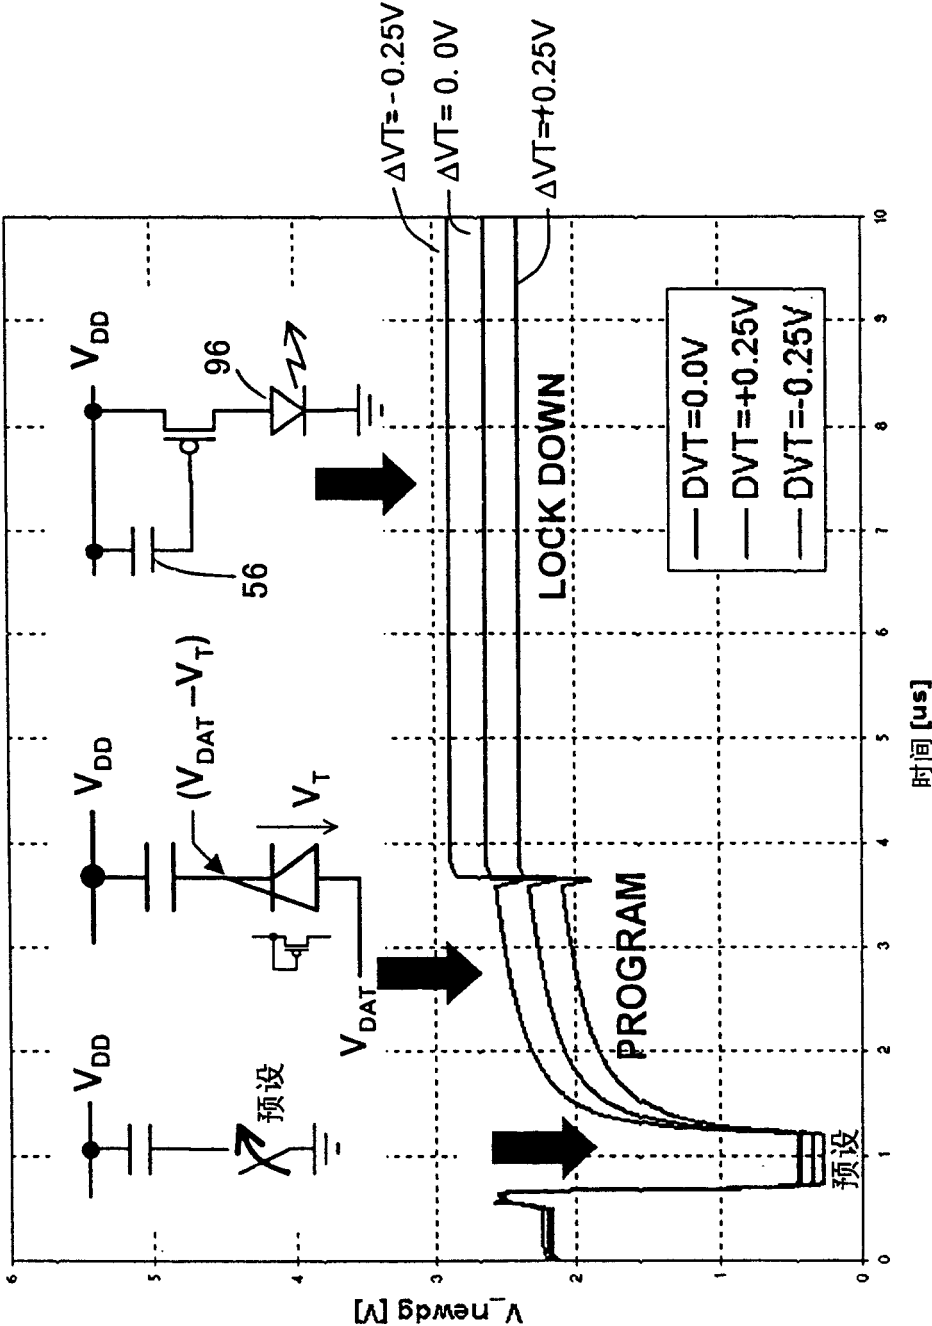 V_DD
预设
V_DD
(V_DAT–V_T)
V_T
V_DAT
V_DD
96
56
ΔVT=-0.25V
ΔVT=0.0V
ΔVT=+0.25V
预设
PROGRAM
LOCK DOWN
DVT=0.0V
DVT=+0.25V
DVT=-0.25V
V_newdg [V]
6
5
4
3
2
1
0
0
1
2
3
4
5
6
7
8
9
10
时间 [us]